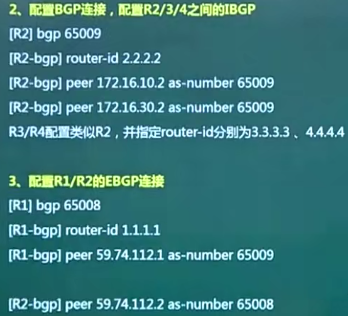 2、配置BGP连接，配置R2/3/4之间的IBGP
[R2] bgp 65009
[R2-bgp] router-id 2.2.2.2
[R2-bgp] peer 172.16.10.2 as-number 65009
[R2-bgp] peer 172.16.30.2 as-number 65009
R3/R4配置类似R2，并指定router-id分别为3.3.3.3 、4.4.4.4
3、配置R1/R2的EBGP连接
[R1] bgp 65008
[R1-bgp] router-id 1.1.1.1
[R1-bgp] peer 59.74.112.1 as-number 65009
[R2-bgp] peer 59.74.112.2 as-number 65008